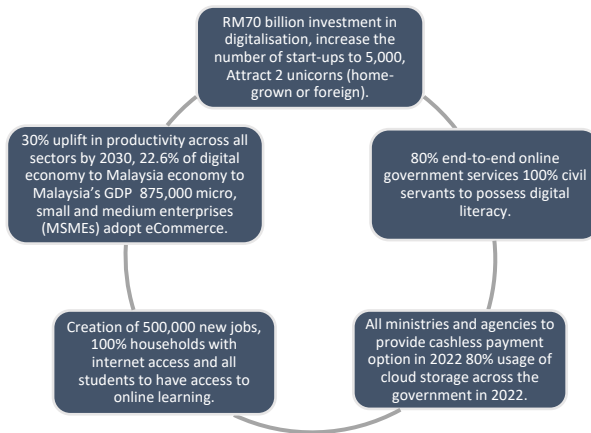 RM70 billion investment in
digitalisation, increase the
number of start-ups to 5,000,
Attract 2 unicorns (home-
grown or foreign).
80% end-to-end online
government services 100% civil
servants to possess digital
literacy.
All ministries and agencies to
provide cashless payment
option in 2022 80% usage of
cloud storage across the
government in 2022.
Creation of 500,000 new jobs,
100% households with
internet access and all
students to have access to
online learning.
30% uplift in productivity across all
sectors by 2030, 22.6% of digital
economy to Malaysia economy to
Malaysia's GDP 875,000 micro,
small and medium enterprises
(MSMEs) adopt eCommerce.